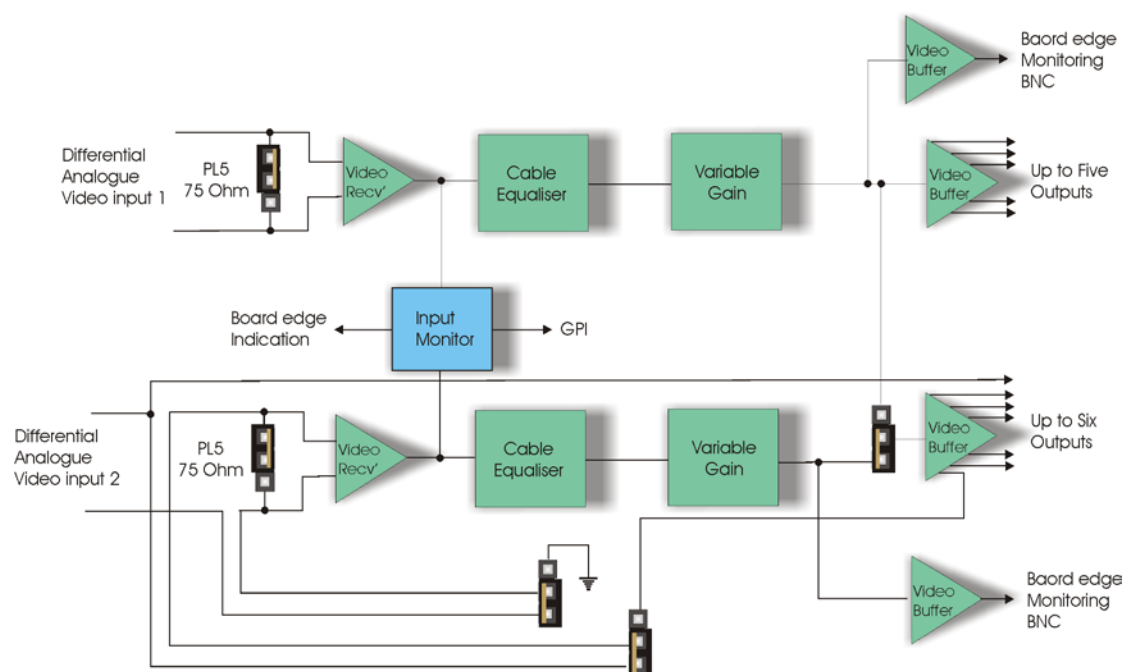 Video
Buffer
Baord edge
Monitoring
BNC
Differential
Analogue
Video input 1
PL5
75 Ohm
Video
Recv'
Cable
Equaliser
Variable
Gain
Video
Buffer
Up to Five
Outputs
Board edge
Indication
Input
Monitor
GPI
Differential
Analogue
Video input 2
PL5
75 Ohm
Video
Recv'
Cable
Equaliser
Variable
Gain
Video
Buffer
Up to Six
Outputs
Video
Buffer
Baord edge
Monitoring
BNC